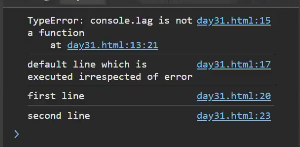 TypeError: console.lag is not day31.html:15
a function
at day31.html:13:21
default line which is day31.html:17
executed irrespected of error
first line day31.html:20
second line day31.html:23